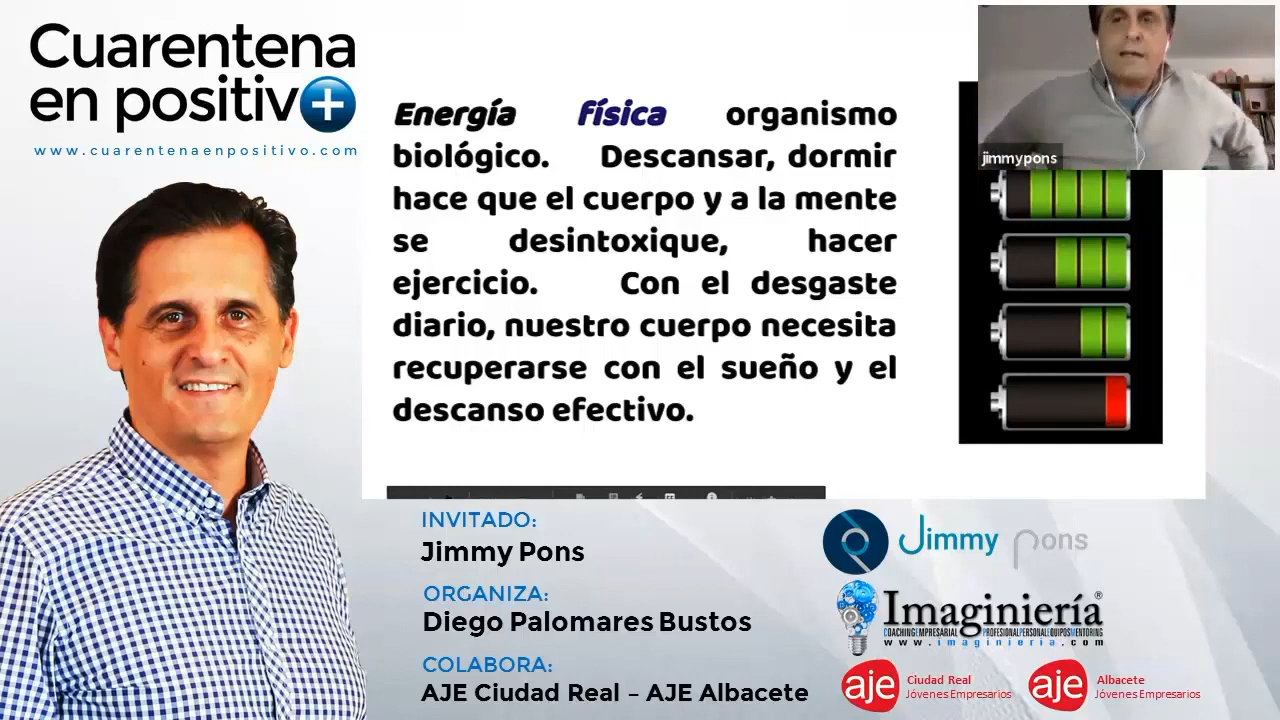 Cuarentena
en positivo
www.cuarentenaenpositivo.com
Energía física organismo
biológico. Descansar, dormir
hace que el cuerpo y a la mente
se desintoxique, hacer
ejercicio. Con el desgaste
diario, nuestro cuerpo necesita
recuperarse con el sueño y el
descanso efectivo.
jimmypons
INVITADO:
Jimmy Pons
ORGANIZA:
Diego Palomares Bustos
COLABORA:
AJE Ciudad Real – AJE Albacete
Jimmy pons
Imaginiería®
COACHINGEMPRESARIAL PROFESIONALPERSONALEQUIPOSMENTORING
www.imaginieria.com
aje Ciudad Real
Jóvenes Empresarios
aje Albacete
Jóvenes Empresarios